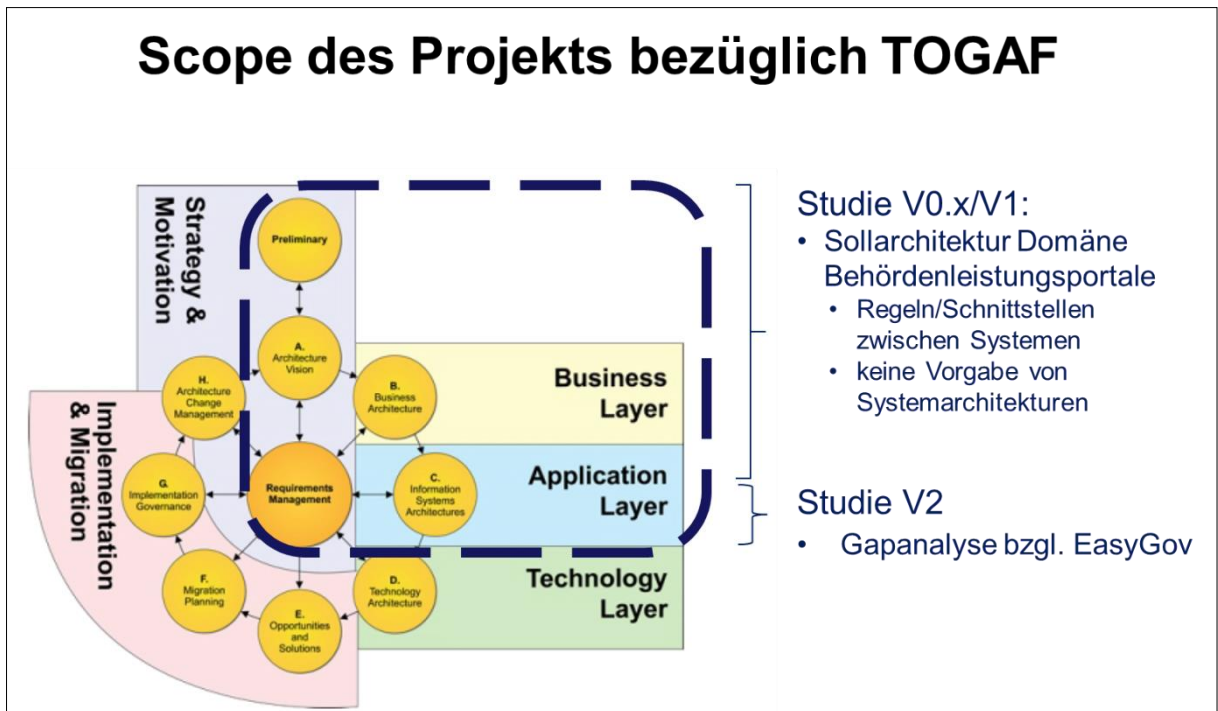 Scope des Projekts bezüglich TOGAF
Strategy &
Motivation
Preliminary
A.
Architecture
Vision
H.
Architecture
Change
Management
B.
Business
Architecture
Business
Layer
Implementation
& Migration
G.
Implementation
Governance
Requirements
Management
C.
Information
Systems
Architectures
Application
Layer
F.
Migration
Planning
E.
Opportunities
and
Solutions
D.
Technology
Architecture
Technology
Layer
Studie V0.x/V1:
• Sollarchitektur Domäne
Behördenleistungsportale
• Regeln/Schnittstellen
zwischen Systemen
• keine Vorgabe von
Systemarchitekturen
Studie V2
• Gapanalyse bzgl. EasyGov